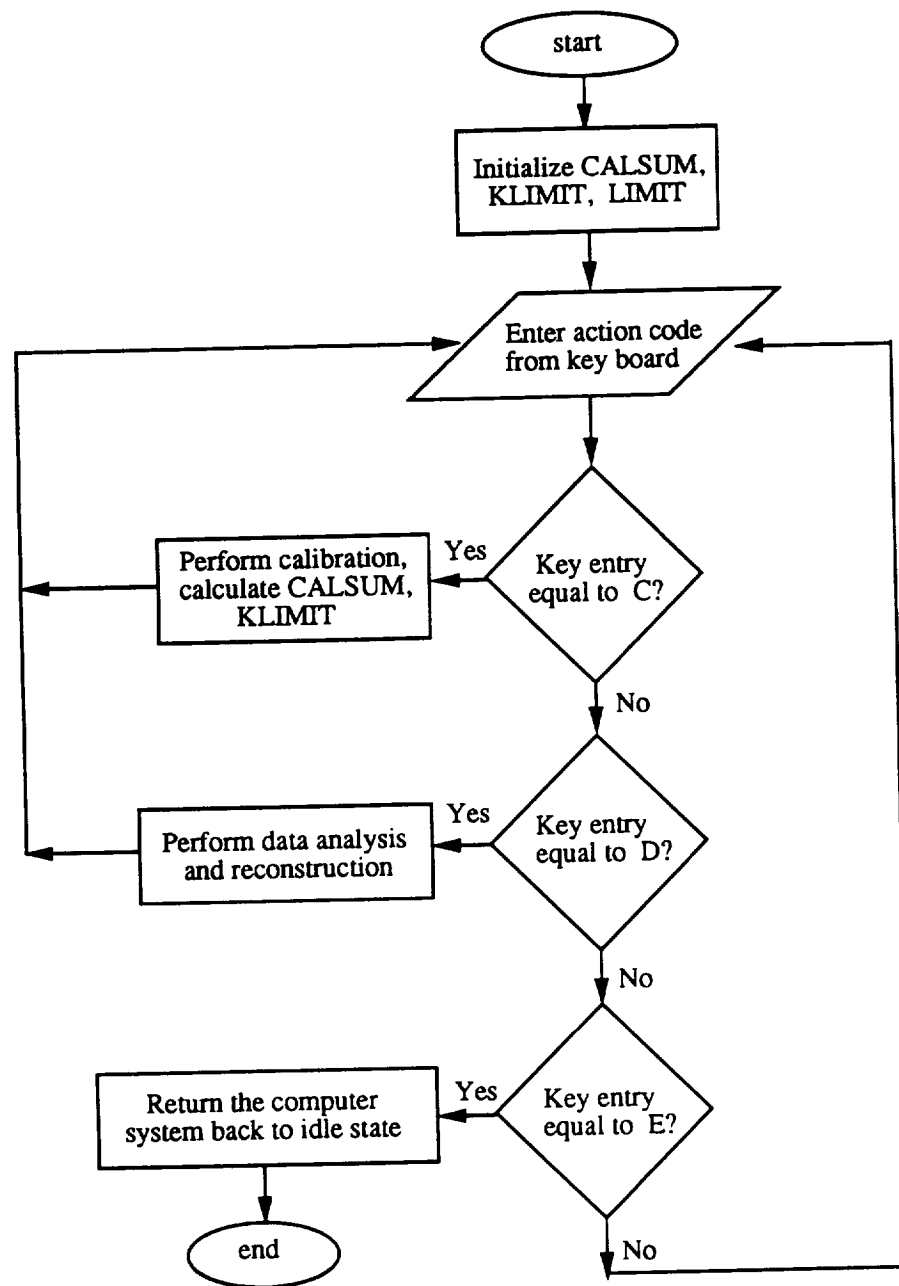 start
Initialize CALSUM,
KLIMIT, LIMIT
Enter action code
from key board
Key entry
equal to C?
Yes
Perform calibration,
calculate CALSUM,
KLIMIT
No
Key entry
equal to D?
Yes
Perform data analysis
and reconstruction
No
Key entry
equal to E?
Yes
Return the computer
system back to idle state
end
No